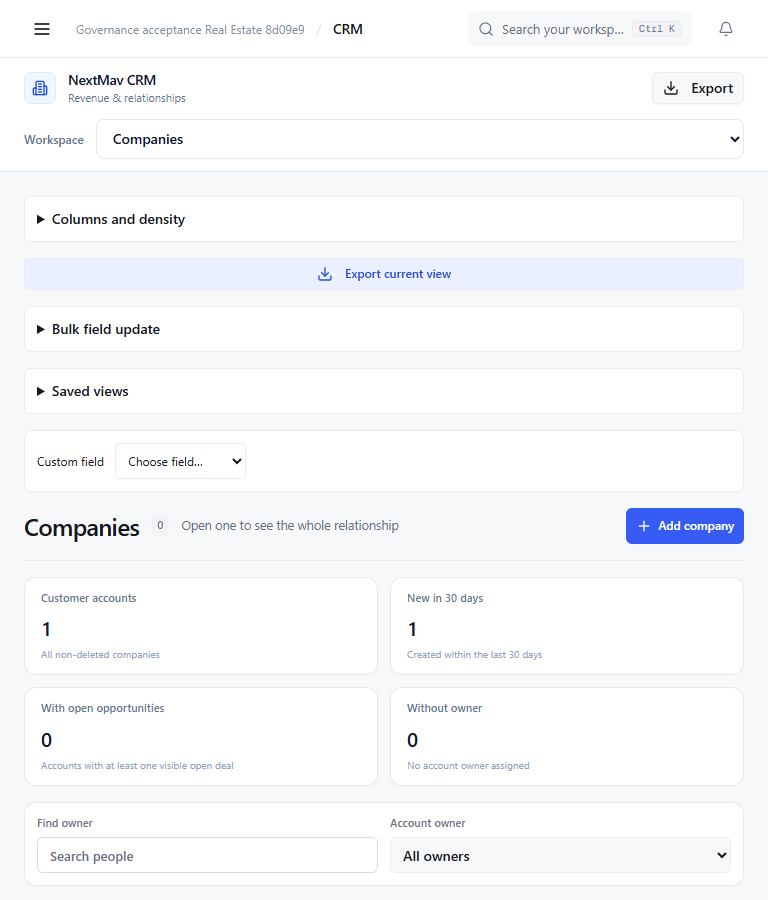 Governance acceptance Real Estate 8d09e9 / CRM
Search your worksp... Ctrl K
NextMav CRM
Revenue & relationships
Export
Workspace
Companies
Columns and density
Export current view
Bulk field update
Saved views
Custom field
Choose field...
Companies 0 Open one to see the whole relationship
Add company
Customer accounts
1
All non-deleted companies
New in 30 days
1
Created within the last 30 days
With open opportunities
0
Accounts with at least one visible open deal
Without owner
0
No account owner assigned
Find owner
Search people
Account owner
All owners